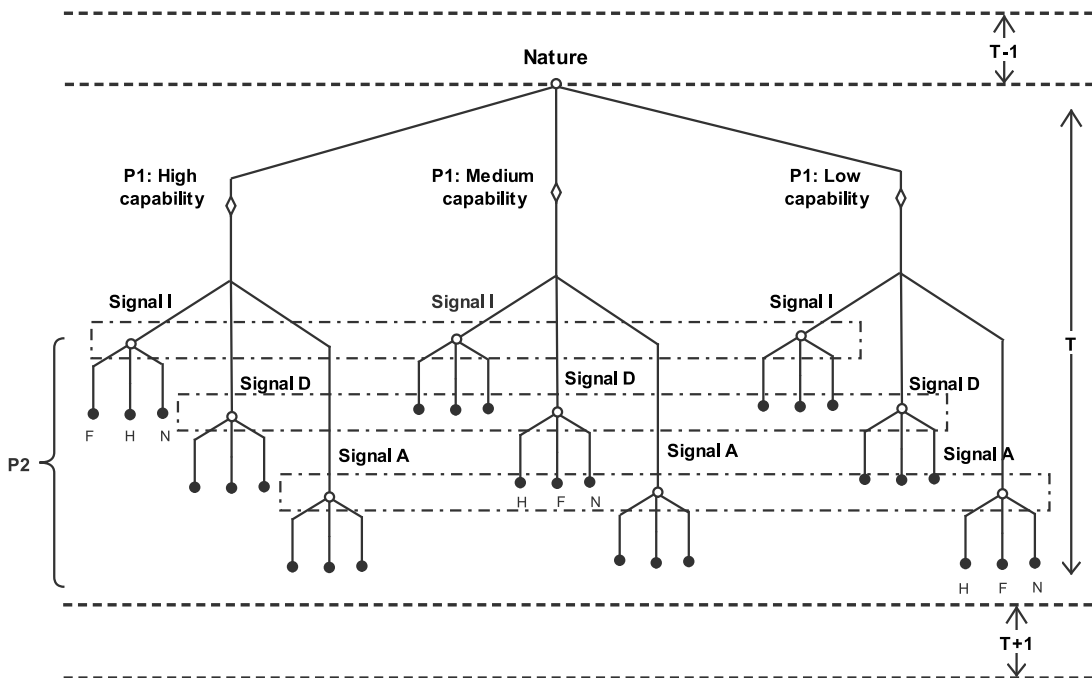 T-1
Nature
P1: High
capability
P1: Medium
capability
P1: Low
capability
Signal I
Signal I
Signal I
T
Signal D
Signal D
Signal D
F H N
Signal A
Signal A
Signal A
P2
H F N
H F N
T+1